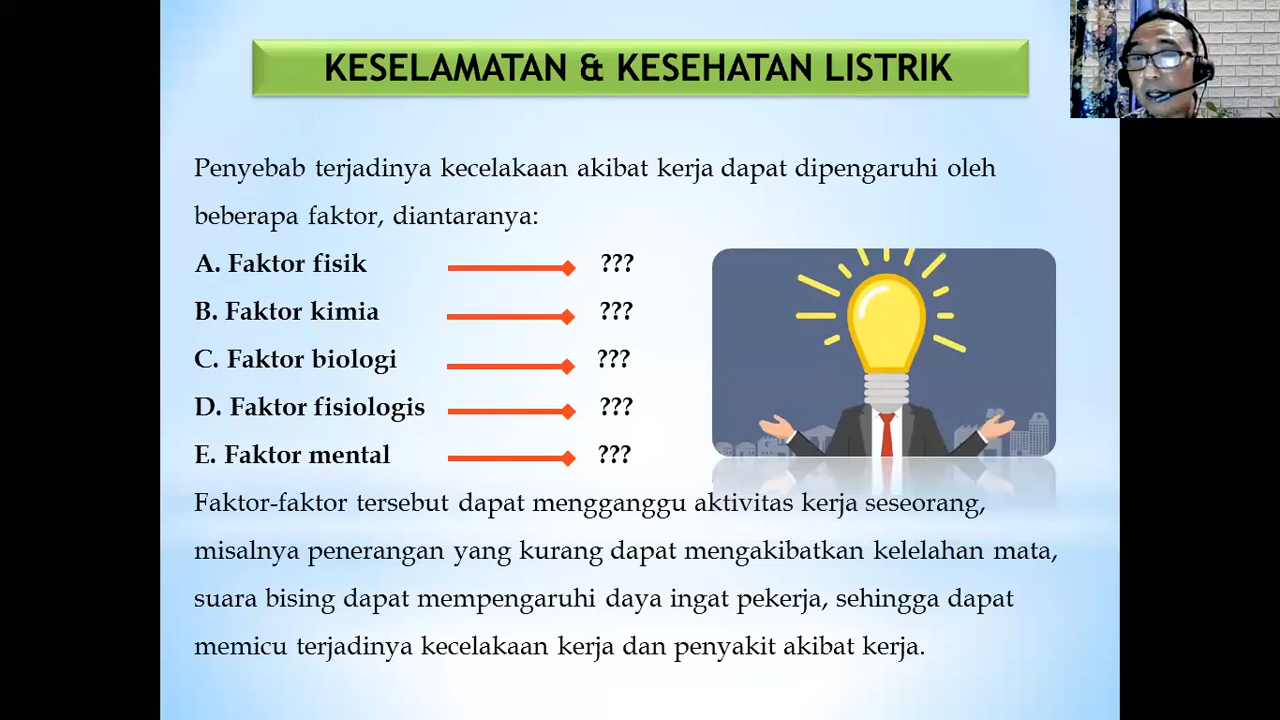 KESELAMATAN & KESEHATAN LISTRIK
Penyebab terjadinya kecelakaan akibat kerja dapat dipengaruhi oleh
beberapa faktor, diantaranya:
A. Faktor fisik ???
B. Faktor kimia ???
C. Faktor biologi ???
D. Faktor fisiologis ???
E. Faktor mental ???
Faktor-faktor tersebut dapat mengganggu aktivitas kerja seseorang,
misalnya penerangan yang kurang dapat mengakibatkan kelelahan mata,
suara bising dapat mempengaruhi daya ingat pekerja, sehingga dapat
memicu terjadinya kecelakaan kerja dan penyakit akibat kerja.